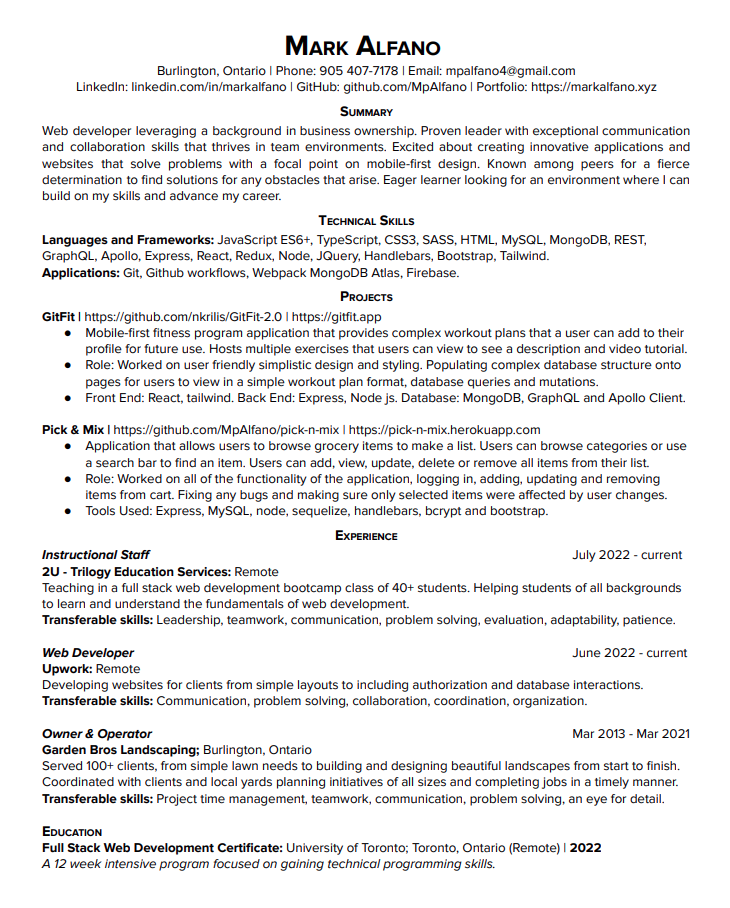 Mark Alfano
Burlington, Ontario | Phone: 905 407-7178 | Email: mpalfano4@gmail.com
LinkedIn: linkedin.com/in/markalfano | GitHub: github.com/MpAlfano | Portfolio: https://markalfano.xyz
Summary
Web developer leveraging a background in business ownership. Proven leader with exceptional communication
and collaboration skills that thrives in team environments. Excited about creating innovative applications and
websites that solve problems with a focal point on mobile-first design. Known among peers for a fierce
determination to find solutions for any obstacles that arise. Eager learner looking for an environment where I can
build on my skills and advance my career.
Technical Skills
Languages and Frameworks: JavaScript ES6+, TypeScript, CSS3, SASS, HTML, MySQL, MongoDB, REST,
GraphQL, Apollo, Express, React, Redux, Node, JQuery, Handlebars, Bootstrap, Tailwind.
Applications: Git, Github workflows, Webpack MongoDB Atlas, Firebase.
Projects
GitFit | https://github.com/nkrilis/GitFit-2.0 | https://gitfit.app
● Mobile-first fitness program application that provides complex workout plans that a user can add to their
profile for future use. Hosts multiple exercises that users can view to see a description and video tutorial.
● Role: Worked on user friendly simplistic design and styling. Populating complex database structure onto
pages for users to view in a simple workout plan format, database queries and mutations.
● Front End: React, tailwind. Back End: Express, Node js. Database: MongoDB, GraphQL and Apollo Client.
Pick & Mix | https://github.com/MpAlfano/pick-n-mix | https://pick-n-mix.herokuapp.com
● Application that allows users to browse grocery items to make a list. Users can browse categories or use
a search bar to find an item. Users can add, view, update, delete or remove all items from their list.
● Role: Worked on all of the functionality of the application, logging in, adding, updating and removing
items from cart. Fixing any bugs and making sure only selected items were affected by user changes.
● Tools Used: Express, MySQL, node, sequelize, handlebars, bcrypt and bootstrap.
Experience
Instructional Staff July 2022 - current
2U - Trilogy Education Services: Remote
Teaching in a full stack web development bootcamp class of 40+ students. Helping students of all backgrounds
to learn and understand the fundamentals of web development.
Transferable skills: Leadership, teamwork, communication, problem solving, evaluation, adaptability, patience.
Web Developer June 2022 - current
Upwork: Remote
Developing websites for clients from simple layouts to including authorization and database interactions.
Transferable skills: Communication, problem solving, collaboration, coordination, organization.
Owner & Operator Mar 2013 - Mar 2021
Garden Bros Landscaping; Burlington, Ontario
Served 100+ clients, from simple lawn needs to building and designing beautiful landscapes from start to finish.
Coordinated with clients and local yards planning initiatives of all sizes and completing jobs in a timely manner.
Transferable skills: Project time management, teamwork, communication, problem solving, an eye for detail.
Education
Full Stack Web Development Certificate: University of Toronto; Toronto, Ontario (Remote) | 2022
A 12 week intensive program focused on gaining technical programming skills.